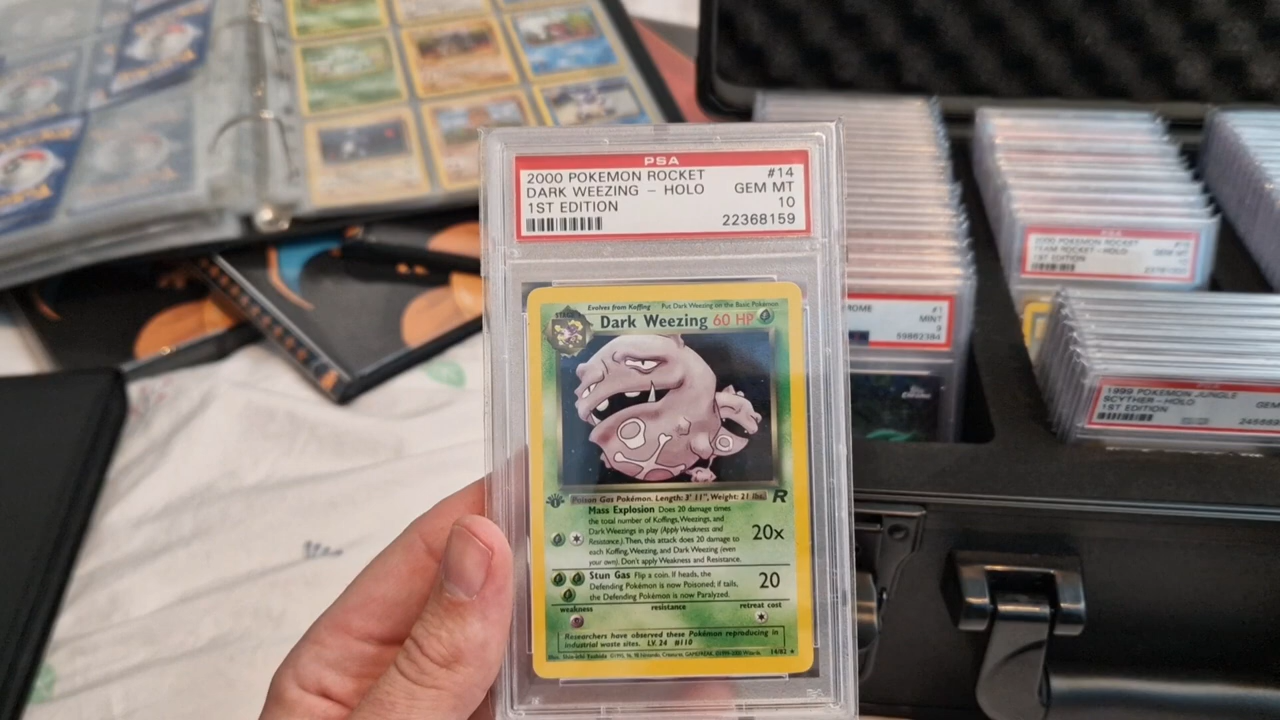 PSA
2000 POKEMON ROCKET #14
DARK WEEZING - HOLO GEM MT
1ST EDITION 10
22368159
Evolves from Koffing Put Dark Weezing on the Basic Pokémon
STAGE 1
Dark Weezing 60 HP
Poison Gas Pokémon. Length: 3' 11", Weight: 21 lbs.
R
Mass Explosion Does 20 damage times
the total number of Koffings, Weezings, and
Dark Weezings in play (Apply Weakness and
Resistance.) Then, this attack does 20 damage to
each Koffing, Weezing, and Dark Weezing (even
your own). Don't apply Weakness and Resistance.
20x
Stun Gas Flip a coin. If heads, the
Defending Pokémon is now Poisoned; if tails,
the Defending Pokémon is now Paralyzed.
20
weakness resistance retreat cost
Researchers have observed these Pokémon reproducing in
industrial waste sites. LV. 24 #110
14/82
2000 POKEMON ROCKET
TEAM ROCKET - HOLO GEM MT
1ST EDITION 10
#1
MINT
9
59882384
1999 POKEMON JUNGLE
SCYTHER - HOLO GEM
1ST EDITION